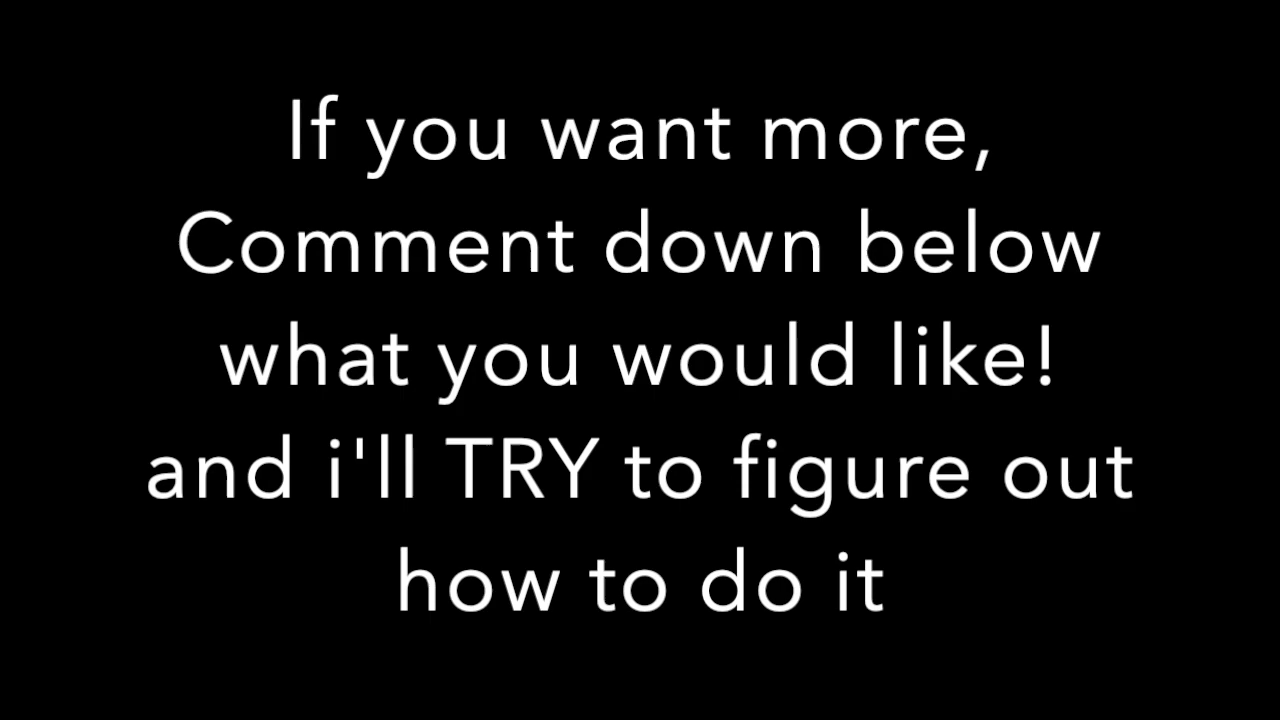 If you want more,
Comment down below
what you would like!
and i'll TRY to figure out
how to do it